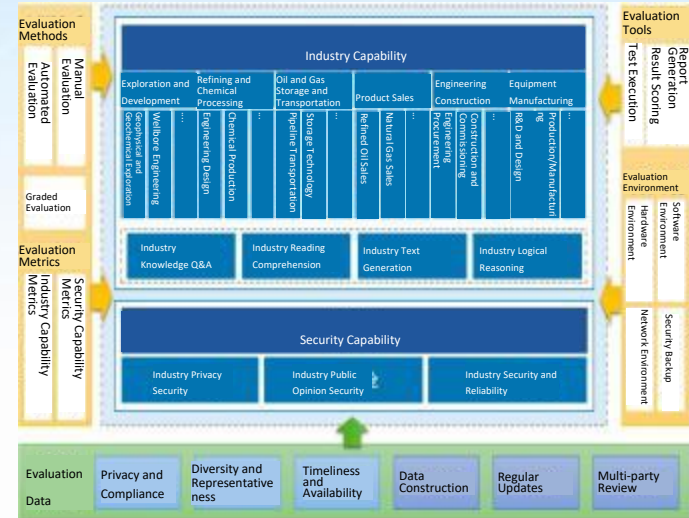 Evaluation
Methods
Automated
Evaluation
Manual
Evaluation
Graded
Evaluation
Evaluation
Metrics
Industry Capability
Metrics
Security Capability
Metrics
Industry Capability
Exploration and
Development
Refining and
Chemical
Processing
Oil and Gas
Storage and
Transportation
Product Sales
Engineering
Construction
Equipment
Manufacturing
Geophysical and
Geochemical Exploration
Wellbore Engineering
...
Engineering Design
Chemical Production
...
Pipeline Transportation
Storage Technology
...
Refined Oil Sales
Natural Gas Sales
...
Engineering
Procurement
Construction and
Commissioning
...
R&D and Design
Production/Manufacturi
ng
...
Industry
Knowledge Q&A
Industry Reading
Comprehension
Industry Text
Generation
Industry Logical
Reasoning
Security Capability
Industry Privacy
Security
Industry Public
Opinion Security
Industry Security and
Reliability
Evaluation
Tools
Test Execution
Result Scoring
Report
Generation
Evaluation
Environment
Hardware
Environment
Software
Environment
Network Environment
Security Backup
Evaluation
Data
Privacy and
Compliance
Diversity and
Representative
ness
Timeliness
and
Availability
Data
Construction
Regular
Updates
Multi-party
Review